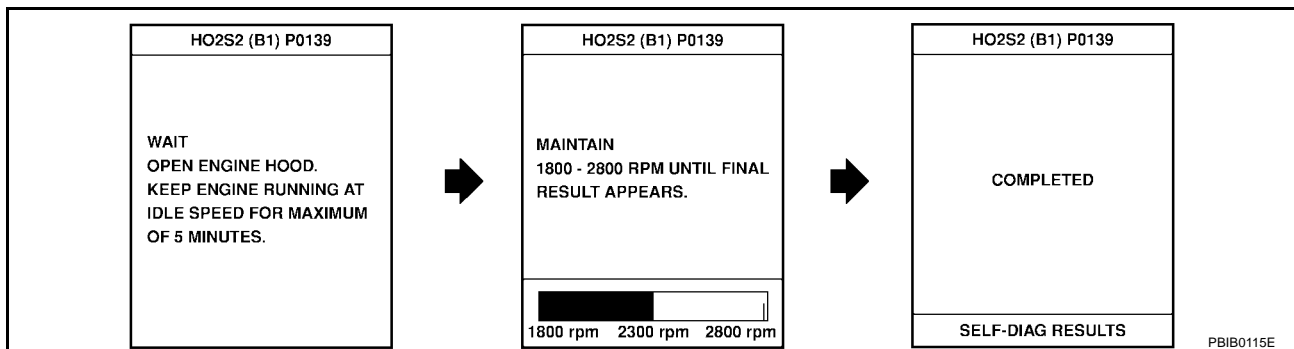 HO2S2 (B1) P0139
WAIT
OPEN ENGINE HOOD.
KEEP ENGINE RUNNING AT
IDLE SPEED FOR MAXIMUM
OF 5 MINUTES.
HO2S2 (B1) P0139
MAINTAIN
1800 - 2800 RPM UNTIL FINAL
RESULT APPEARS.
1800 rpm 2300 rpm 2800 rpm
HO2S2 (B1) P0139
COMPLETED
SELF-DIAG RESULTS
PBIB0115E